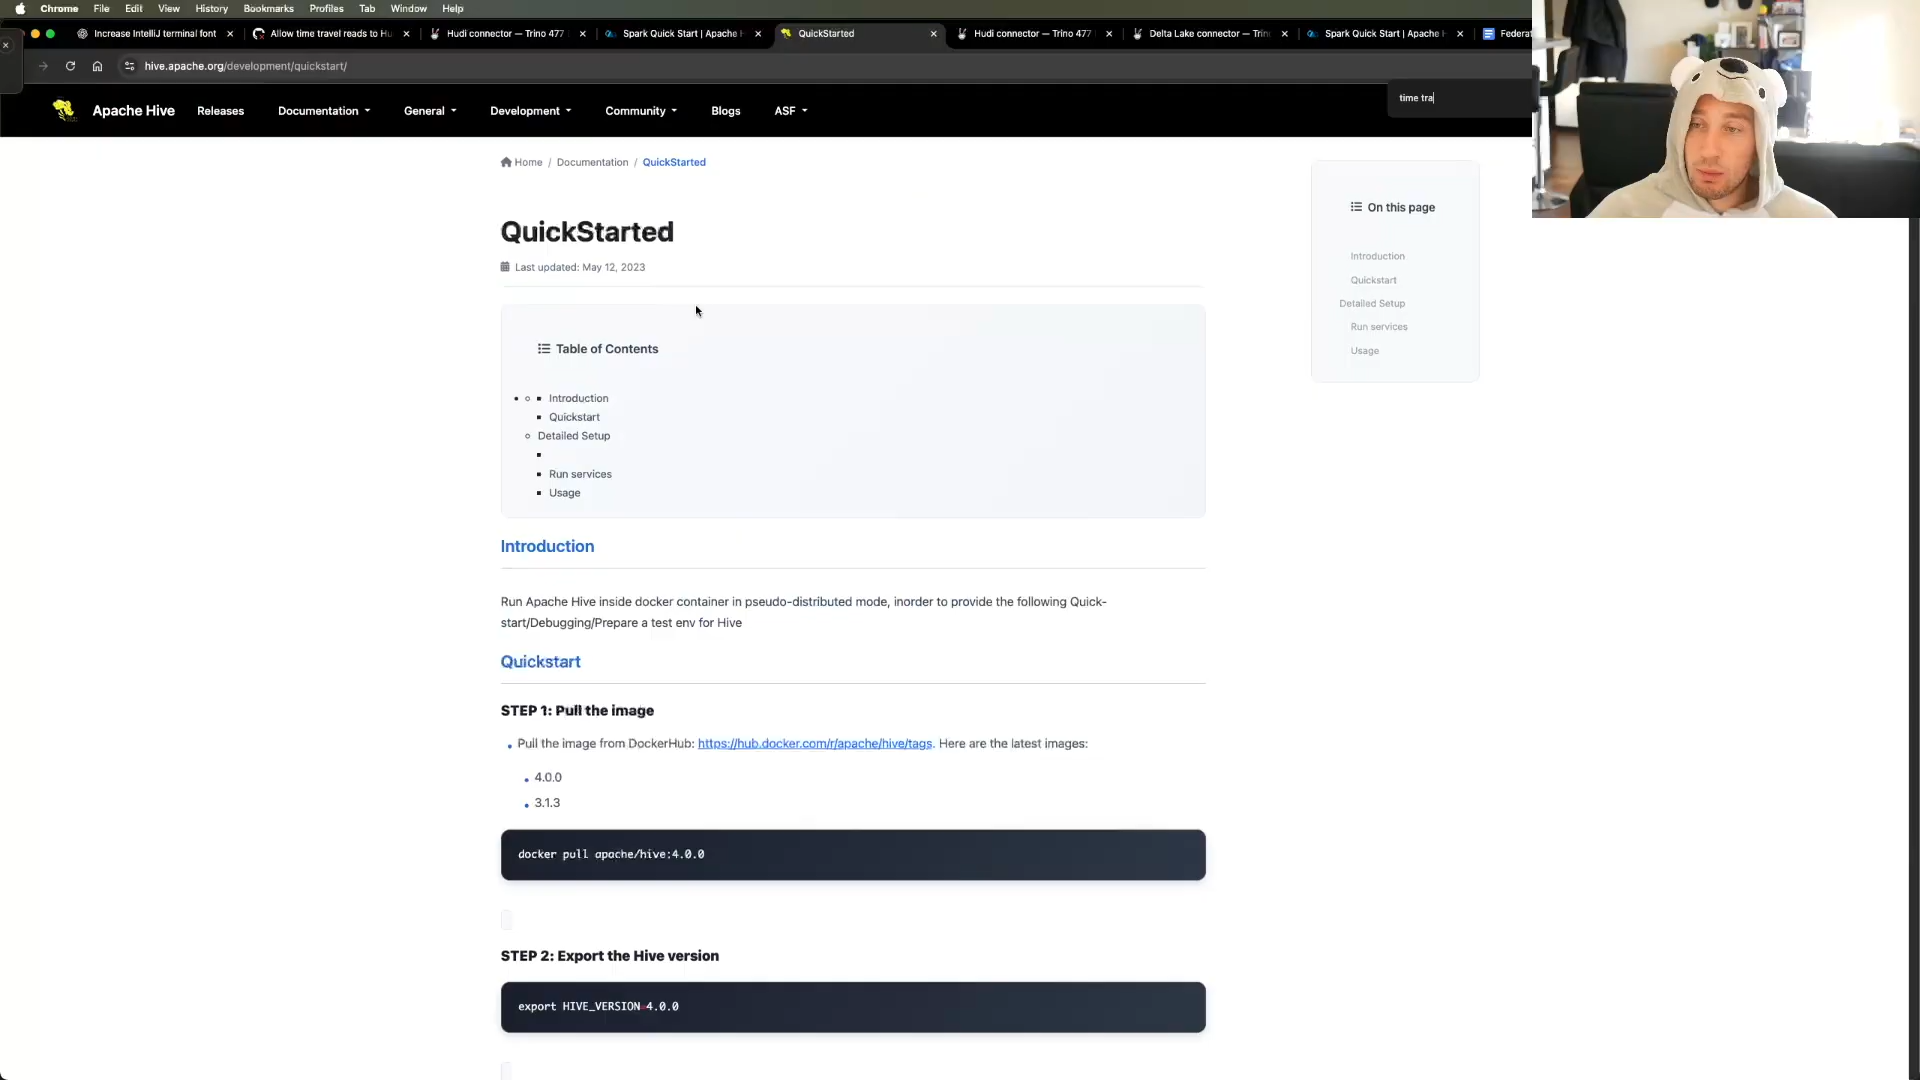 Chrome File Edit View History Bookmarks Profiles Tab Window Help
Increase IntelliJ terminal font
Allow time travel reads to Hu
Hudi connector — Trino 477
Spark Quick Start | Apache H
QuickStarted
Hudi connector — Trino 477
Delta Lake connector — Trin
Spark Quick Start | Apache H
Federat
hive.apache.org/development/quickstart/
time tra
Apache Hive Releases Documentation General Development Community Blogs ASF
Home / Documentation / QuickStarted
QuickStarted
Last updated: May 12, 2023
Table of Contents
Introduction
Quickstart
Detailed Setup
Run services
Usage
On this page
Introduction
Quickstart
Detailed Setup
Run services
Usage
Introduction
Run Apache Hive inside docker container in pseudo-distributed mode, inorder to provide the following Quick-
start/Debugging/Prepare a test env for Hive
Quickstart
STEP 1: Pull the image
Pull the image from DockerHub: https://hub.docker.com/r/apache/hive/tags. Here are the latest images:
4.0.0
3.1.3
docker pull apache/hive:4.0.0
STEP 2: Export the Hive version
export HIVE_VERSION=4.0.0